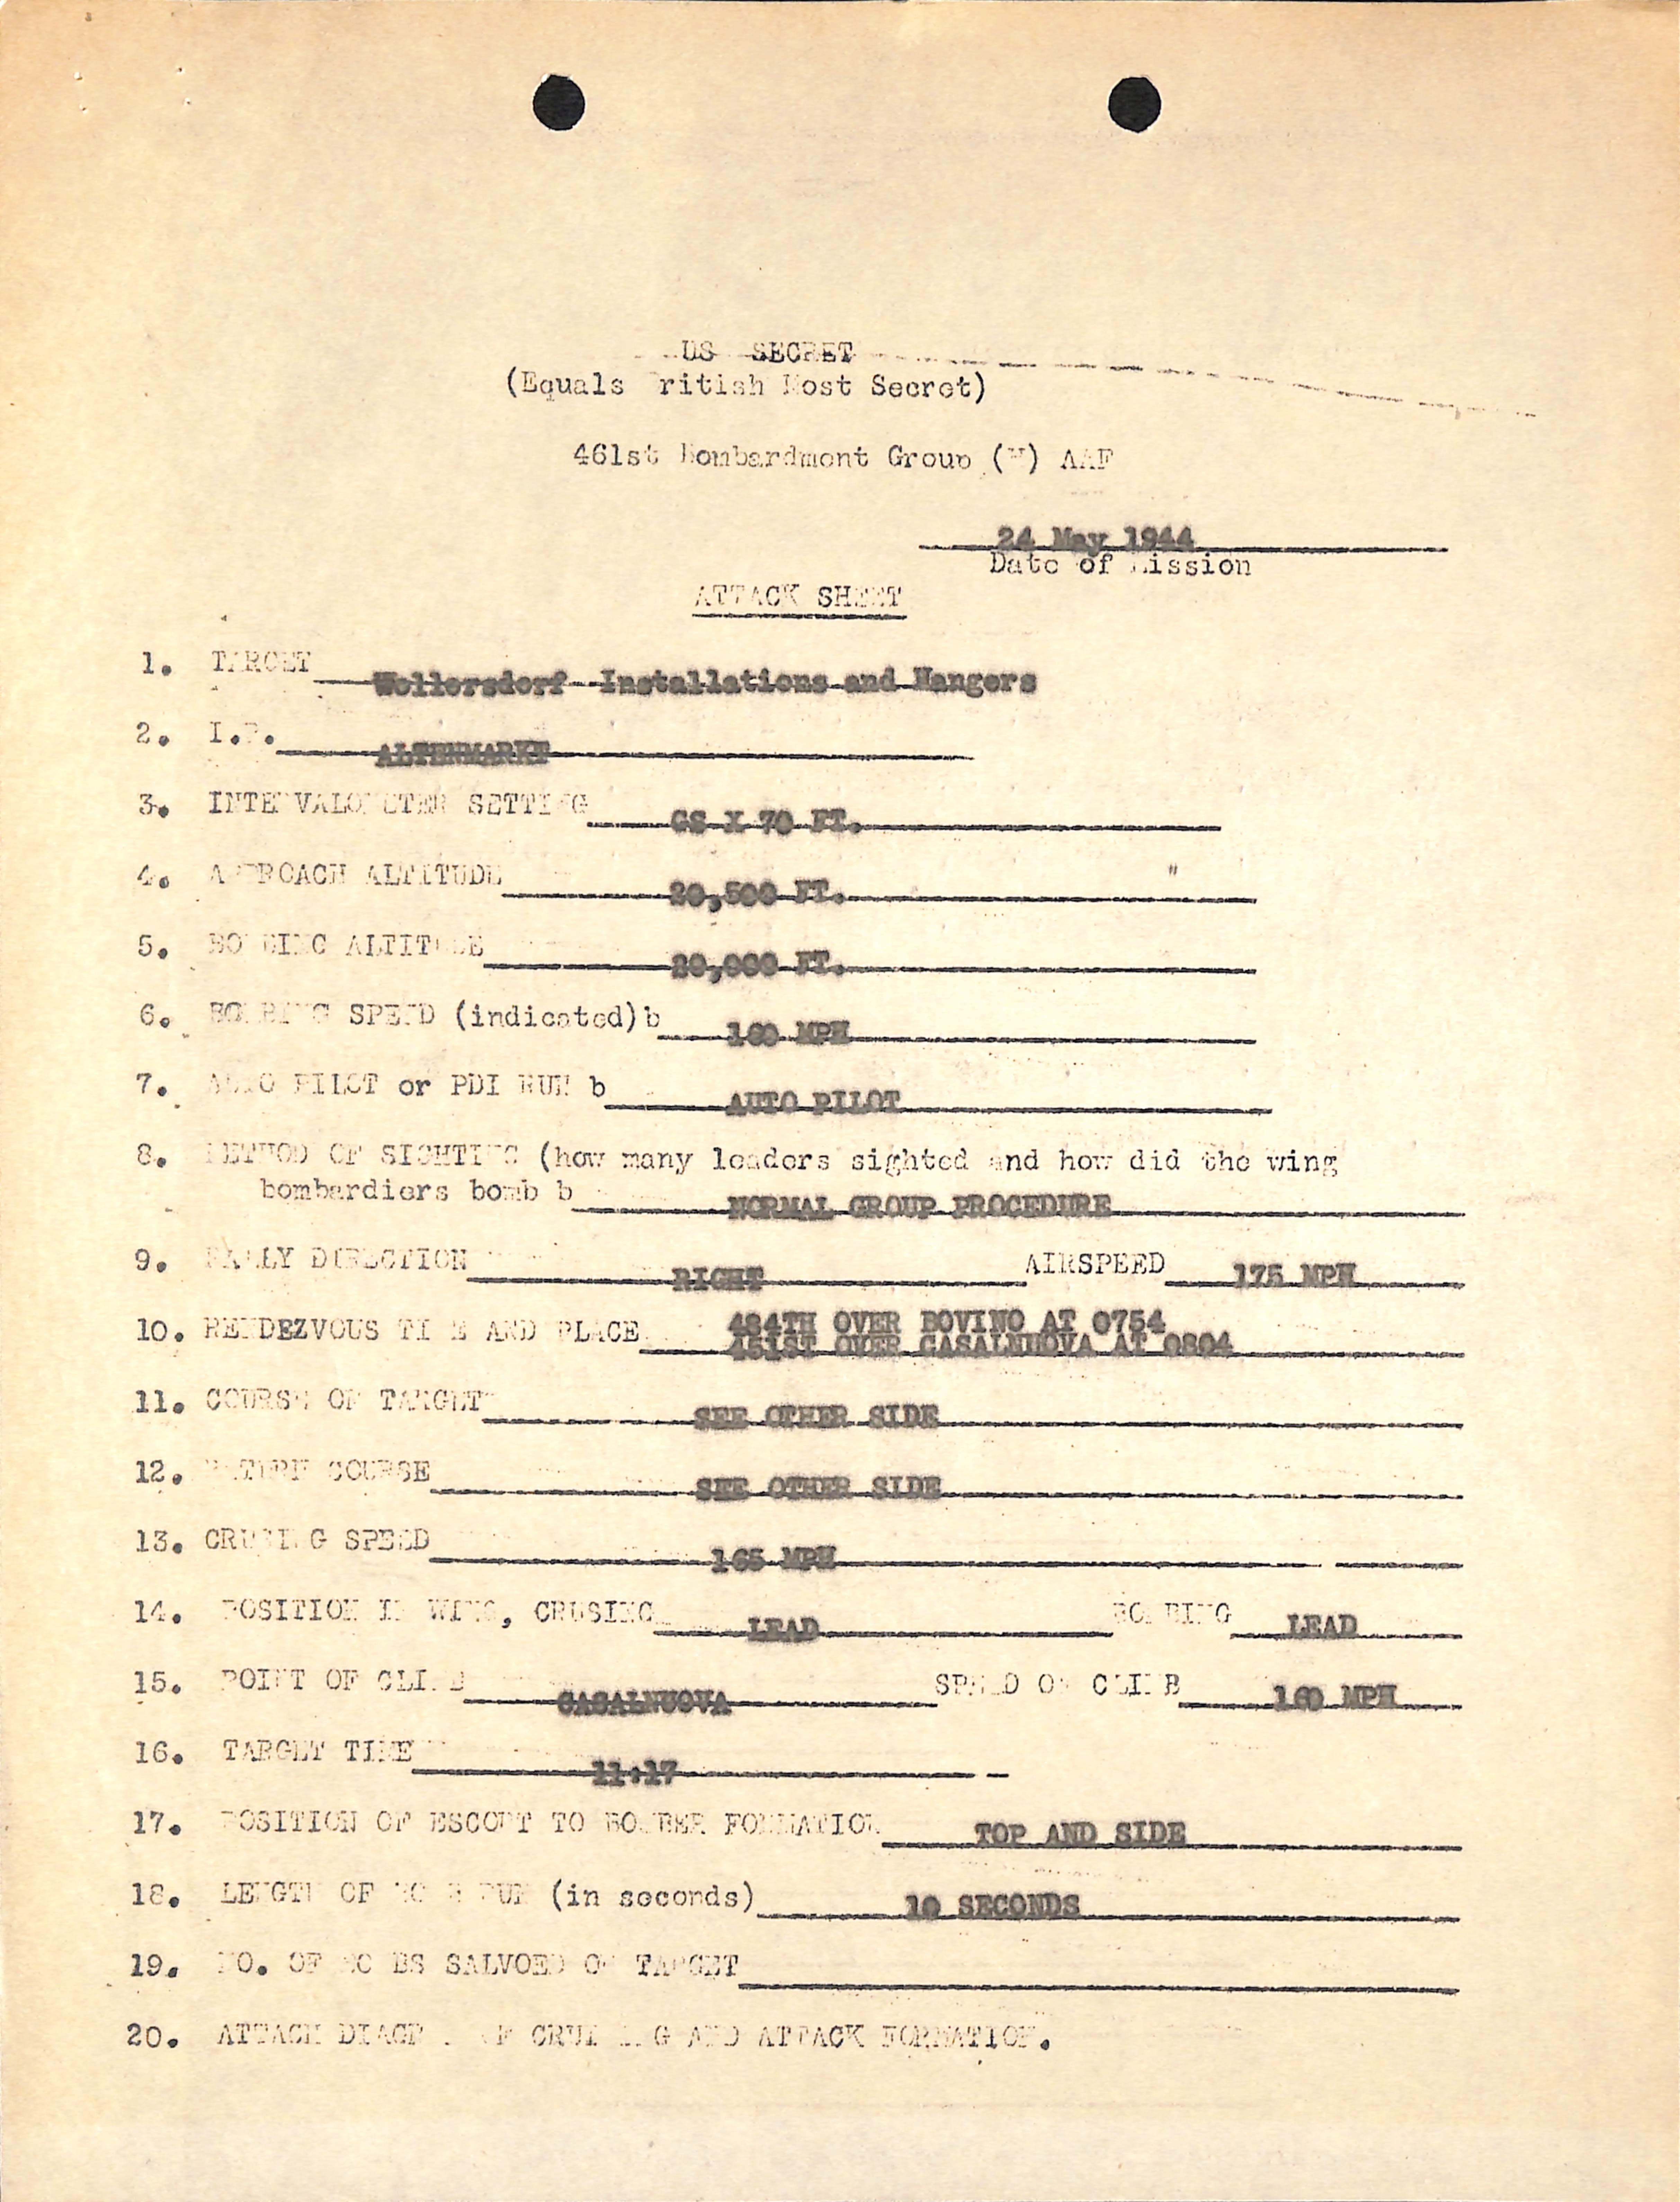 US SECRET
(Equals British Most Secret)
461st Bombardment Group (H) AAF
24 May 1944
Date of Mission
ATTACK SHEET
1. TARGET Wollersdorf--Installations and Hangers
2. I.P. ALTENMARKT
3. INTERVALOMETER SETTING GS X 70 FT.
4. APPROACH ALTITUDE 20,500 FT.
5. BOMBING ALTITUDE 20,000 FT.
6. BOMBING SPEED (indicated)b 160 MPH
7. AUTO PILOT or PDI RUN b AUTO PILOT
8. METHOD OF SIGHTING (how many leaders sighted and how did the wing
bombardiers bomb b NORMAL GROUP PROCEDURE
9. RALLY DIRECTION RIGHT AIRSPEED 175 MPH
10. RENDEZVOUS TIME AND PLACE 484TH OVER BOVINO AT 0754
451ST OVER CASALNUOVA AT 0804
11. COURSE OF TARGET SEE OTHER SIDE
12. RETURN COURSE SEE OTHER SIDE
13. CRUSING SPEED 165 MPH
14. POSITION IN WING, CRUSING LEAD BOMBING LEAD
15. POINT OF CLIMB CASALNUOVA SPEED OF CLIMB 160 MPH
16. TARGET TIME 11:17
17. POSITION OF ESCORT TO BOMBER FORMATION TOP AND SIDE
18. LENGTH OF BOMB RUN (in seconds) 10 SECONDS
19. NO. OF BOMBS SALVOED ON TARGET
20. ATTACH DIAGRAM OF CRUISING AND ATTACK FORMATION.